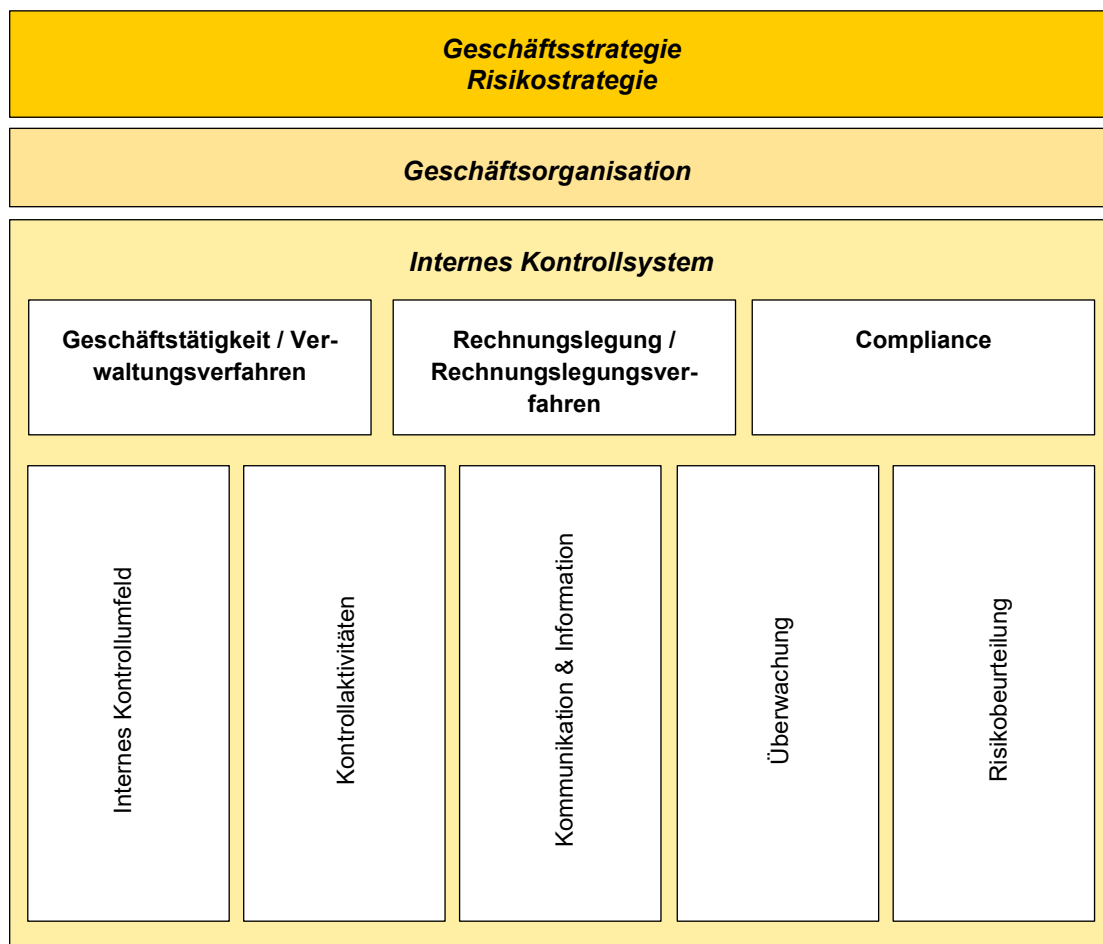 Geschäftsstrategie
Risikostrategie
Geschäftsorganisation
Internes Kontrollsystem
Geschäftstätigkeit / Ver-
waltungsverfahren
Rechnungslegung /
Rechnungslegungsver-
fahren
Compliance
Internes Kontrollumfeld
Kontrollaktivitäten
Kommunikation & Information
Überwachung
Risikobeurteilung